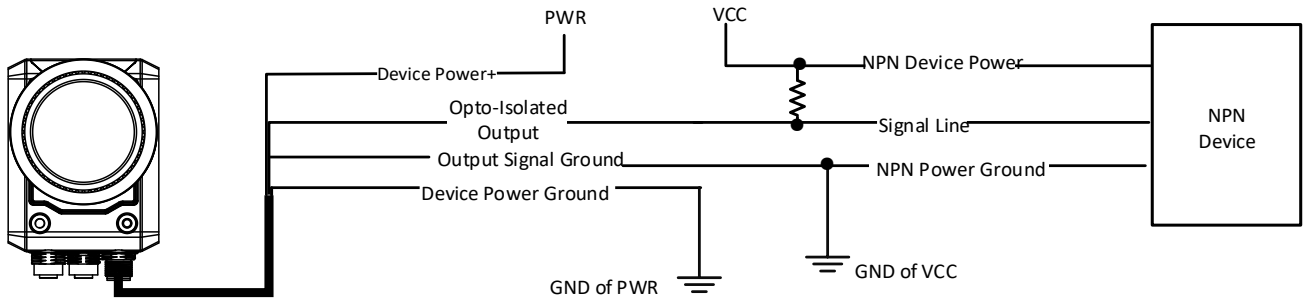 PWR
VCC
Device Power+
NPN Device Power
Opto-Isolated
Output
Signal Line
NPN
Device
Output Signal Ground
NPN Power Ground
Device Power Ground
GND of PWR
GND of VCC